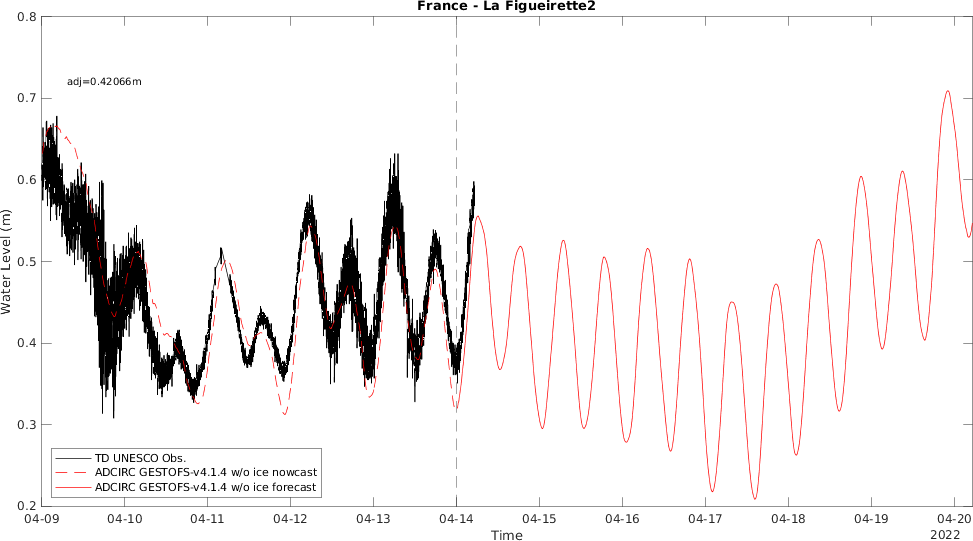 France - La Figueirette2
adj=0.42066m
Water Level (m)
0.8
0.7
0.6
0.5
0.4
0.3
0.2
TD UNESCO Obs.
ADCIRC GESTOFS-v4.1.4 w/o ice nowcast
ADCIRC GESTOFS-v4.1.4 w/o ice forecast
04-09 04-10 04-11 04-12 04-13 04-14 04-15 04-16 04-17 04-18 04-19 04-20
Time
2022